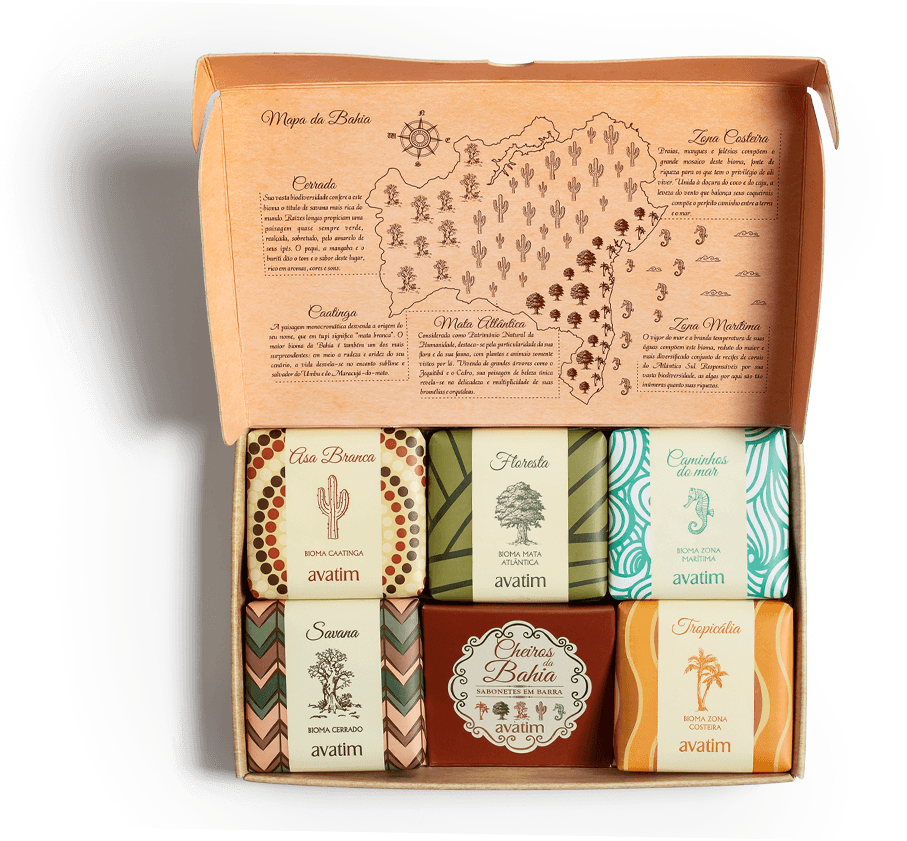 Mapa da Bahia
Zona Costeira
Praias, mangues e falésias compõem o
grande mosaico deste bioma, fonte de
riqueza para os que tem o privilégio de ali
viver. Unida à doçura do coco e do caju, a
leveza do vento que balança seus coqueirais
compõe o perfeito caminho entre a terra
e o mar.
Cerrado
Sua vasta biodiversidade confere a este
bioma o título de savana mais rica do
mundo. Raízes longas propiciam uma
paisagem quase sempre verde,
realçada, sobretudo, pelo amarelo de
seus ipês. O pequi, a mangaba e o
buriti dão o tom e o sabor deste lugar,
rico em aromas, cores e sons.
Caatinga
A paisagem monocromática desvenda a origem do
seu nome, que em tupi significa "mata branca". O
maior bioma da Bahia é também um dos mais
surpreendentes: em meio a rudeza e aridez do seu
cenário, a vida desvela-se no encanto sublime e
salvador do Umbu e do Maracujá-do-mato.
Mata Atlântica
Considerada como Patrimônio Natural da
Humanidade, destaca-se pela particularidade da sua
flora e da sua fauna, com plantas e animais somente
vistos por lá. Vivenda de grandes árvores como o
Jequitibá e o Cedro, sua paisagem de beleza única
revela-se na delicadeza e multiplicidade de suas
bromélias e orquídeas.
Zona Marítima
O vigor do mar e a branda temperatura de suas
águas compõem este bioma, reduto do maior e
mais diversificado conjunto de recifes de corais
do Atlântico Sul. Responsáveis por sua
vasta biodiversidade, as algas por aqui são tão
inúmeras quanto suas riquezas.
Asa Branca
BIOMA CAATINGA
avatim
Floresta
BIOMA MATA
ATLÂNTICA
avatim
Caminhos
do mar
BIOMA ZONA
MARÍTIMA
avatim
Savana
BIOMA CERRADO
avatim
Cheiros
da
Bahia
SABONETES EM BARRA
avatim
Tropicália
BIOMA ZONA
COSTEIRA
avatim